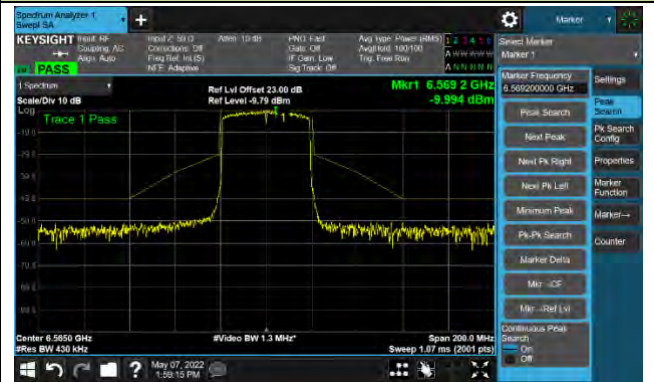 Spectrum Analyzer 1
Swept SA
+
Marker
KEYSIGHT Input: RF
Coupling: AC
Align: Auto
Input Z: 50 Ω
Corrections: Off
Freq Ref: Int (S)
NFE: Adaptive
Atten: 10 dB
PNO: Fast
Gate: Off
IF Gain: Low
Sig Track: Off
Avg Type: Power (RMS)
Avg|Hold: 100/100
Trig: Free Run
1 2 3 4 5 6
A W W W W W
A N N N N N
PASS
Select Marker
Marker 1
1 Spectrum
Scale/Div 10 dB
Ref Lvl Offset 23.00 dB
Ref Level -9.79 dBm
Mkr1 6.569 2 GHz
-9.994 dBm
Log
Trace 1 Pass
Marker Frequency
6.569200000 GHz
Peak Search
Next Peak
Next Pk Right
Next Pk Left
Minimum Peak
Pk-Pk Search
Marker Delta
Mkr→CF
Mkr→Ref Lvl
Continuous Peak
Search
On
Off
Settings
Peak
Search
Pk Search
Config
Properties
Marker
Function
Marker→
Counter
Center 6.5650 GHz
#Res BW 430 kHz
#Video BW 1.3 MHz*
Span 200.0 MHz
Sweep 1.07 ms (2001 pts)
?
May 07, 2022
1:59:15 PM